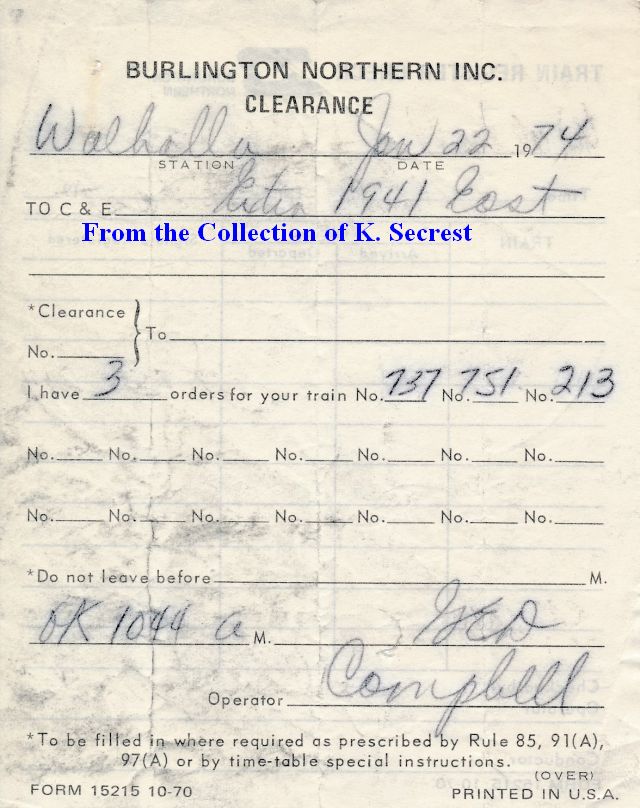 BURLINGTON NORTHERN INC.
CLEARANCE
Walhalla Jan 22 1974
STATION DATE
TO C & E Extra 1941 East
From the Collection of K. Secrest
*Clearance
No. } To
I have 3 orders for your train No. 737 No. 751 No. 213
No. No. No. No. No. No. No.
No. No. No. No. No. No. No.
*Do not leave before M.
OK 1044 a M. GED
Operator Campbell
*To be filled in where required as prescribed by Rule 85, 91(A),
97(A) or by time-table special instructions.
(OVER)
FORM 15215 10-70 PRINTED IN U.S.A.